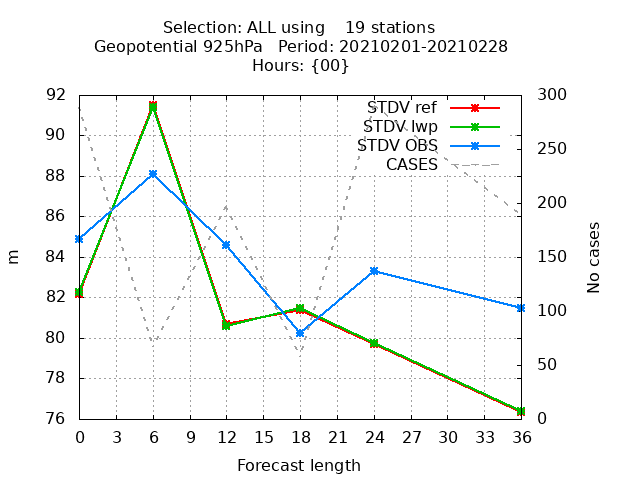 Selection: ALL using    19 stations
Geopotential 925hPa   Period: 20210201-20210228
Hours: {00}
STDV ref
STDV lwp
STDV OBS
CASES
92
90
88
86
84
82
80
78
76
m
300
250
200
150
100
50
0
No cases
0 3 6 9 12 15 18 21 24 27 30 33 36
Forecast length